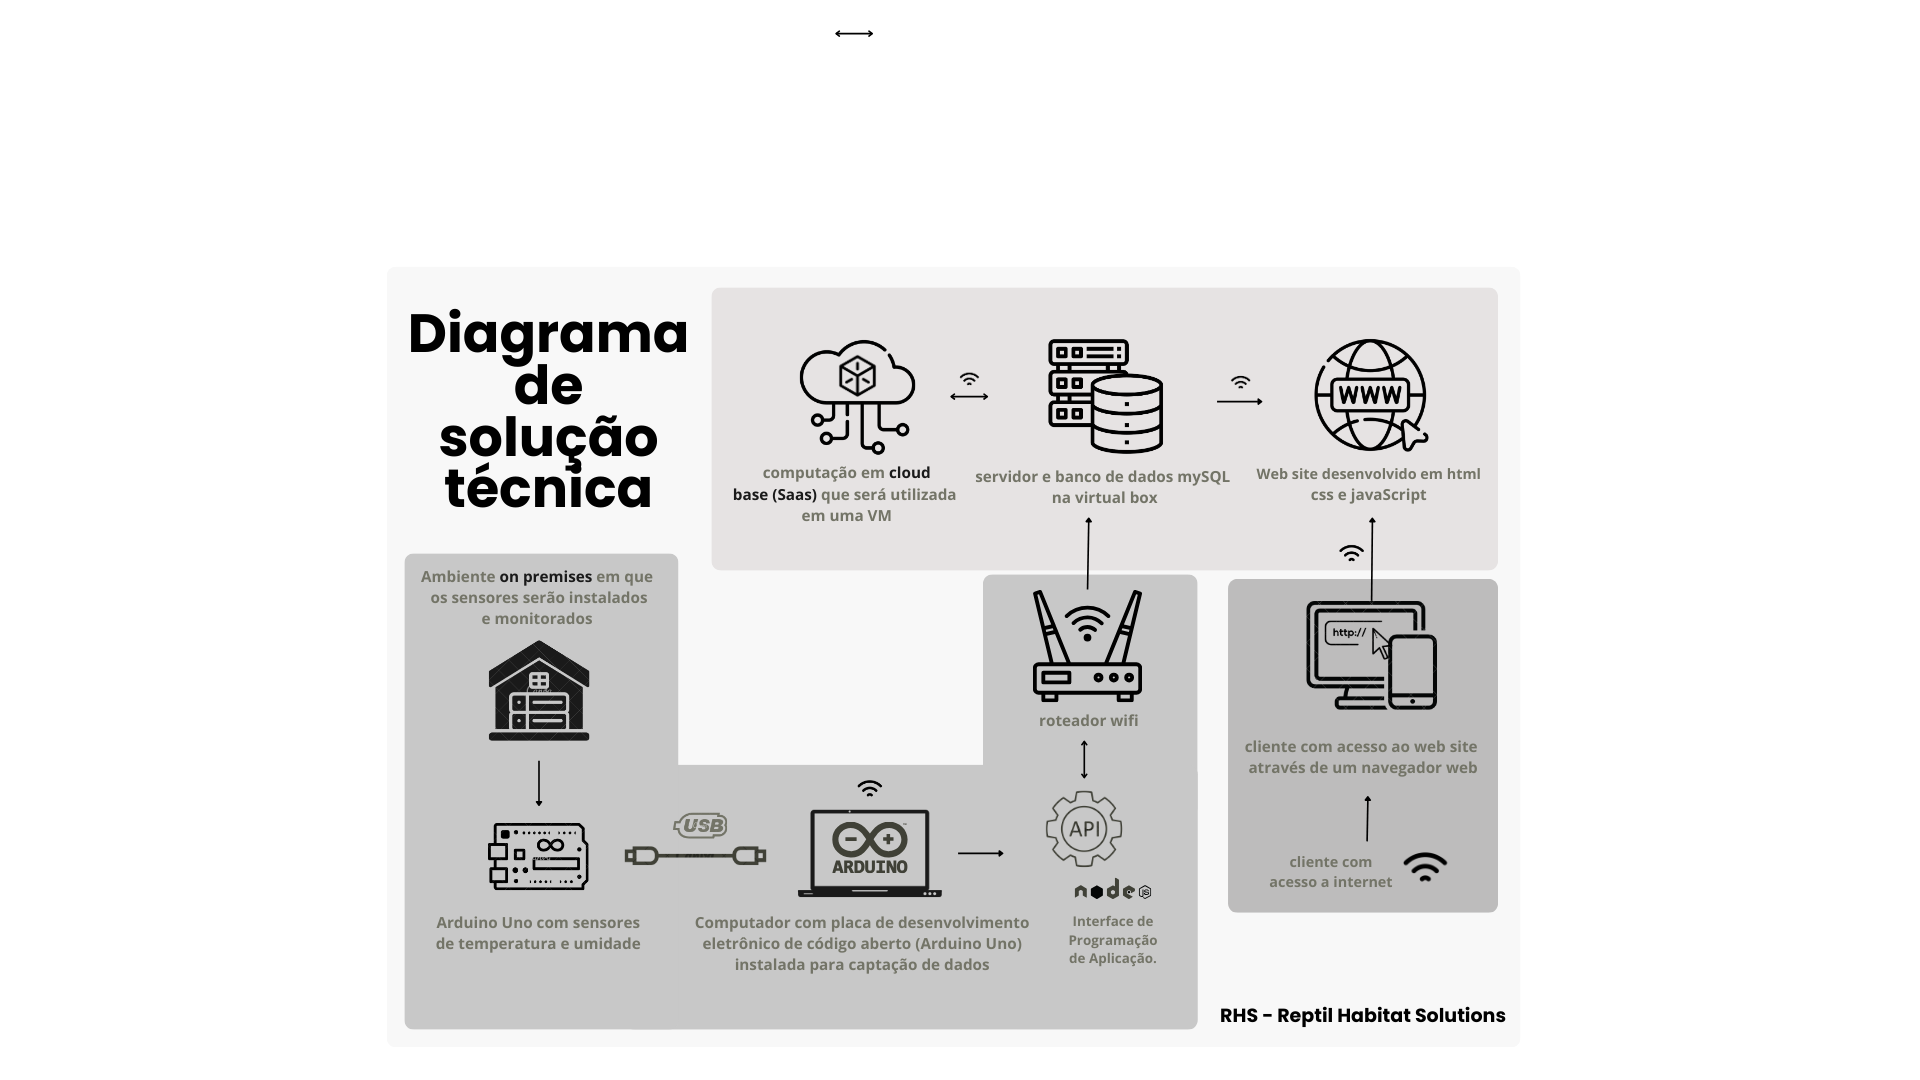 Diagrama
de
solução
técnica
computação em cloud
base (Saas) que será utilizada
em uma VM
servidor e banco de dados mySQL
na virtual box
WWW
Web site desenvolvido em html
css e javaScript
Ambiente on premises em que
os sensores serão instalados
e monitorados
Arduino Uno com sensores
de temperatura e umidade
USB
ARDUINO
Computador com placa de desenvolvimento
eletrônico de código aberto (Arduino Uno)
instalada para captação de dados
roteador wifi
API
node
JS
Interface de
Programação
de Aplicação.
http://
cliente com acesso ao web site
através de um navegador web
cliente com
acesso a internet
RHS - Reptil Habitat Solutions